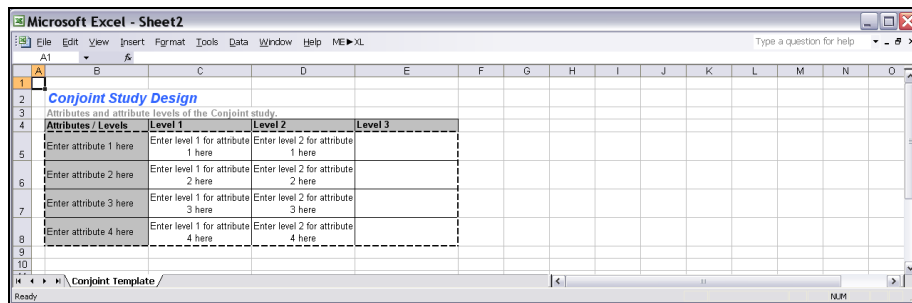 Microsoft Excel - Sheet2
File Edit View Insert Format Tools Data Window Help ME►XL Type a question for help
A1 fx
A B C D E F G H I J K L M N O
1
2 Conjoint Study Design
3 Attributes and attribute levels of the Conjoint study.
4 Attributes / Levels Level 1 Level 2 Level 3
Enter level 1 for attribute Enter level 2 for attribute
5 Enter attribute 1 here 1 here 1 here
Enter level 1 for attribute Enter level 2 for attribute
6 Enter attribute 2 here 2 here 2 here
Enter level 1 for attribute Enter level 2 for attribute
7 Enter attribute 3 here 3 here 3 here
Enter level 1 for attribute Enter level 2 for attribute
8 Enter attribute 4 here 4 here 4 here
9
10
Conjoint Template
Ready NUM